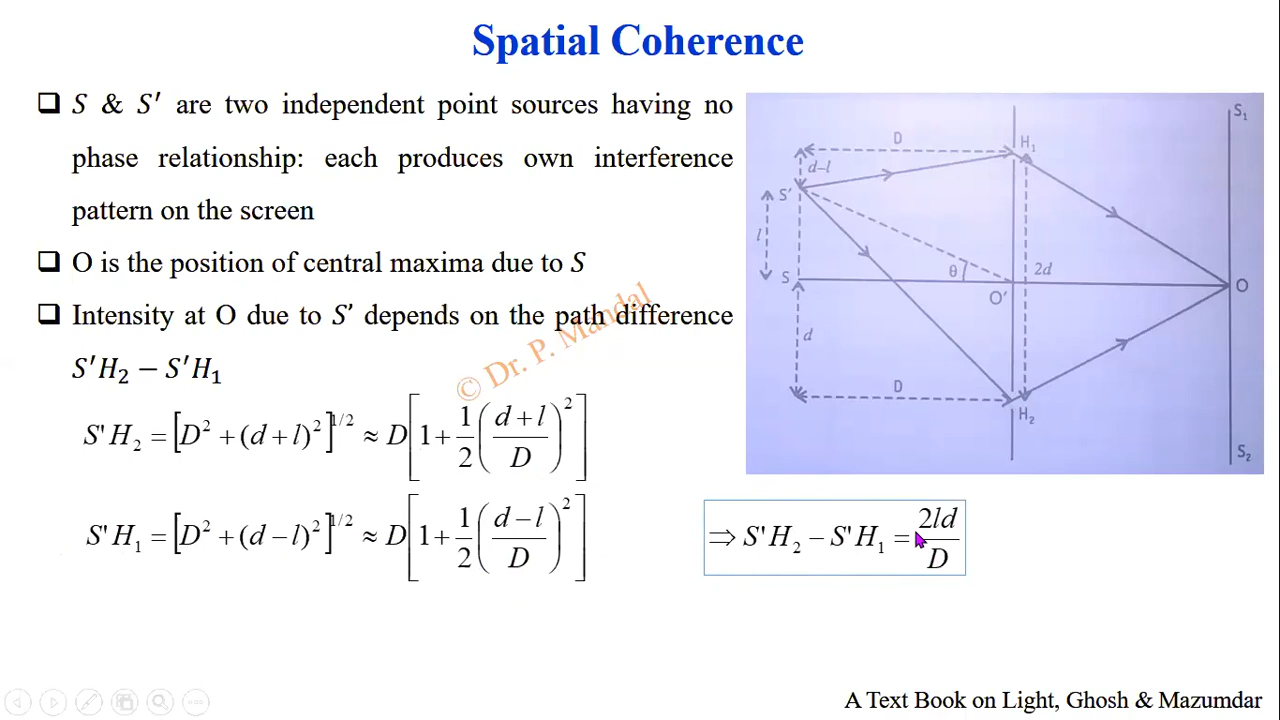 Spatial Coherence
❑ S & S′ are two independent point sources having no
phase relationship: each produces own interference
pattern on the screen
❑ O is the position of central maxima due to S
❑ Intensity at O due to S′ depends on the path difference
S′H₂ − S′H₁
S'H₂ = [D² + (d + l)²]^1/2 ≈ D[1 + 1/2 ((d + l)/D)²]
S'H₁ = [D² + (d − l)²]^1/2 ≈ D[1 + 1/2 ((d − l)/D)²]
⇒ S'H₂ − S'H₁ = 2ld/D
© Dr. P. Mandal
S₁
D
H₁
d–l
S′
l
θ
2d
S
O′
O
d
D
H₂
S₂
A Text Book on Light, Ghosh & Mazumdar